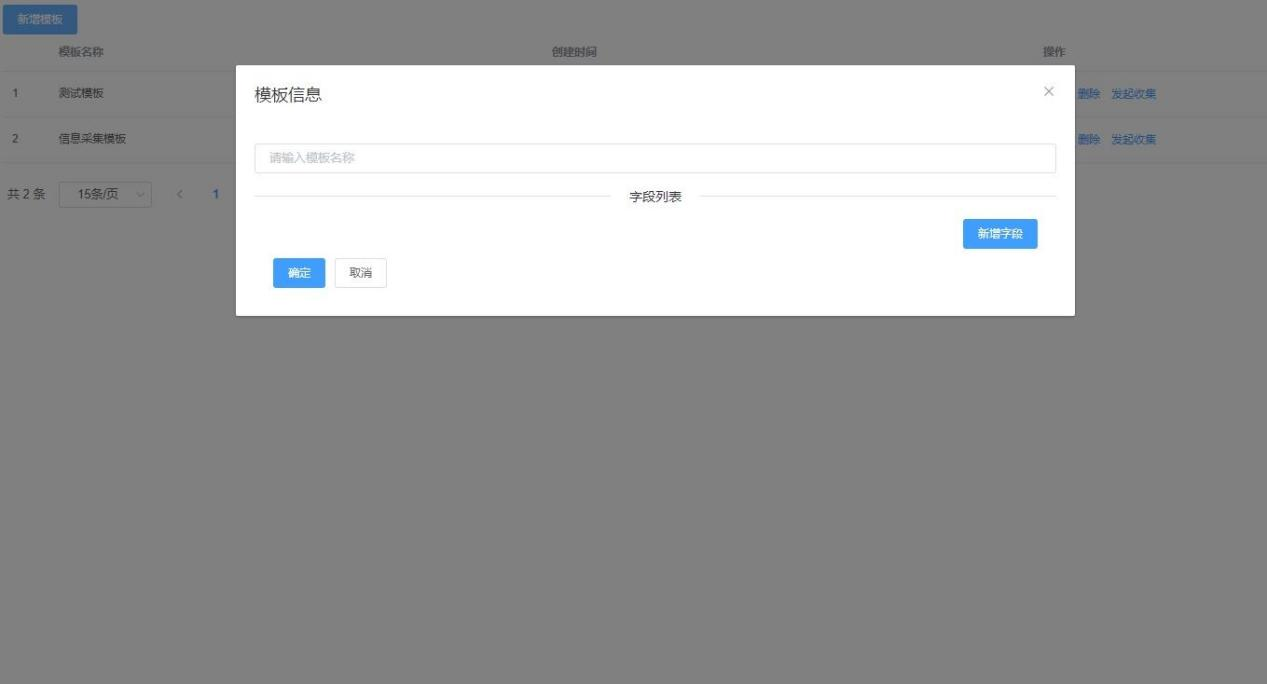 新增模板
模板名称 创建时间 操作
模板信息
1 测试模板 删除 发起收集
2 信息采集模板 删除 发起收集
请输入模板名称
共 2 条 15条/页 1
字段列表
新增字段
确定 取消